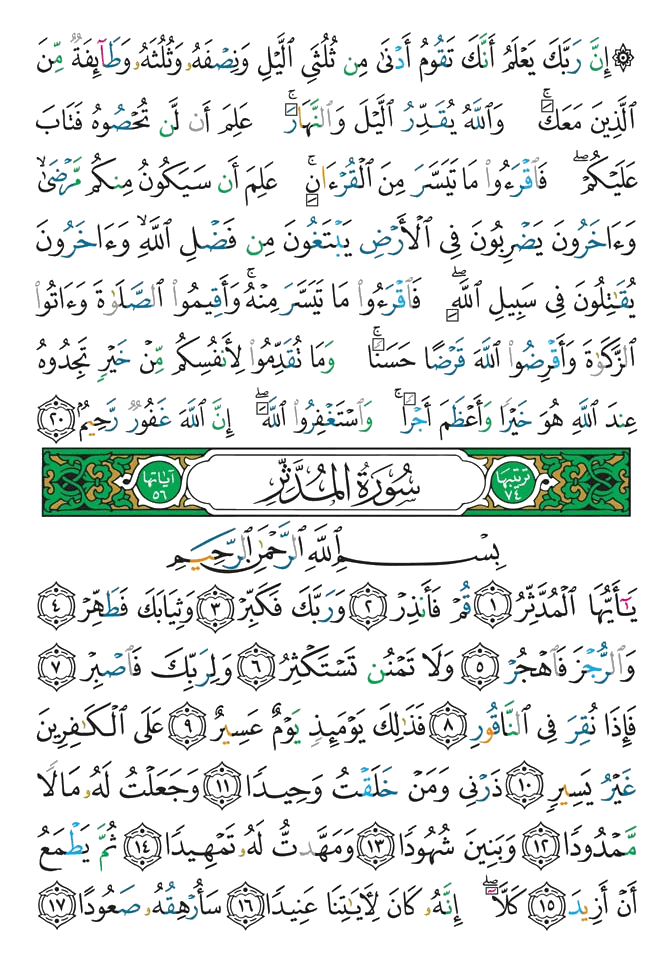 ۞ إِنَّ رَبَّكَ يَعْلَمُ أَنَّكَ تَقُومُ أَدْنَىٰ مِن ثُلُثَيِ ٱلَّيْلِ وَنِصْفَهُۥ وَثُلُثَهُۥ وَطَآئِفَةٌ مِّنَ
ٱلَّذِينَ مَعَكَۚ وَٱللَّهُ يُقَدِّرُ ٱلَّيْلَ وَٱلنَّهَارَۚ عَلِمَ أَن لَّن تُحْصُوهُ فَتَابَ
عَلَيْكُمْۖ فَٱقْرَءُوا۟ مَا تَيَسَّرَ مِنَ ٱلْقُرْءَانِۚ عَلِمَ أَن سَيَكُونُ مِنكُم مَّرْضَىٰۙ
وَءَاخَرُونَ يَضْرِبُونَ فِى ٱلْأَرْضِ يَبْتَغُونَ مِن فَضْلِ ٱللَّهِۙ وَءَاخَرُونَ
يُقَٰتِلُونَ فِى سَبِيلِ ٱللَّهِۖ فَٱقْرَءُوا۟ مَا تَيَسَّرَ مِنْهُۚ وَأَقِيمُوا۟ ٱلصَّلَوٰةَ وَءَاتُوا۟
ٱلزَّكَوٰةَ وَأَقْرِضُوا۟ ٱللَّهَ قَرْضًا حَسَنًاۚ وَمَا تُقَدِّمُوا۟ لِأَنفُسِكُم مِّنْ خَيْرٍ تَجِدُوهُ
عِندَ ٱللَّهِ هُوَ خَيْرًا وَأَعْظَمَ أَجْرًاۚ وَٱسْتَغْفِرُوا۟ ٱللَّهَۖ إِنَّ ٱللَّهَ غَفُورٌ رَّحِيمٌۢ ٢٠
ترتيبها ٧٤ سُورَةُ المُدَّثِّرِ آياتها ٥٦
بِسْمِ ٱللَّهِ ٱلرَّحْمَٰنِ ٱلرَّحِيمِ
يَٰٓأَيُّهَا ٱلْمُدَّثِّرُ ١ قُمْ فَأَنذِرْ ٢ وَرَبَّكَ فَكَبِّرْ ٣ وَثِيَابَكَ فَطَهِّرْ ٤
وَٱلرُّجْزَ فَٱهْجُرْ ٥ وَلَا تَمْنُن تَسْتَكْثِرُ ٦ وَلِرَبِّكَ فَٱصْبِرْ ٧
فَإِذَا نُقِرَ فِى ٱلنَّاقُورِ ٨ فَذَٰلِكَ يَوْمَئِذٍ يَوْمٌ عَسِيرٌ ٩ عَلَى ٱلْكَٰفِرِينَ
غَيْرُ يَسِيرٍ ١٠ ذَرْنِى وَمَنْ خَلَقْتُ وَحِيدًا ١١ وَجَعَلْتُ لَهُۥ مَالًا
مَّمْدُودًا ١٢ وَبَنِينَ شُهُودًا ١٣ وَمَهَّدتُّ لَهُۥ تَمْهِيدًا ١٤ ثُمَّ يَطْمَعُ
أَنْ أَزِيدَ ١٥ كَلَّآۖ إِنَّهُۥ كَانَ لِـَٔايَٰتِنَا عَنِيدًا ١٦ سَأُرْهِقُهُۥ صَعُودًا ١٧